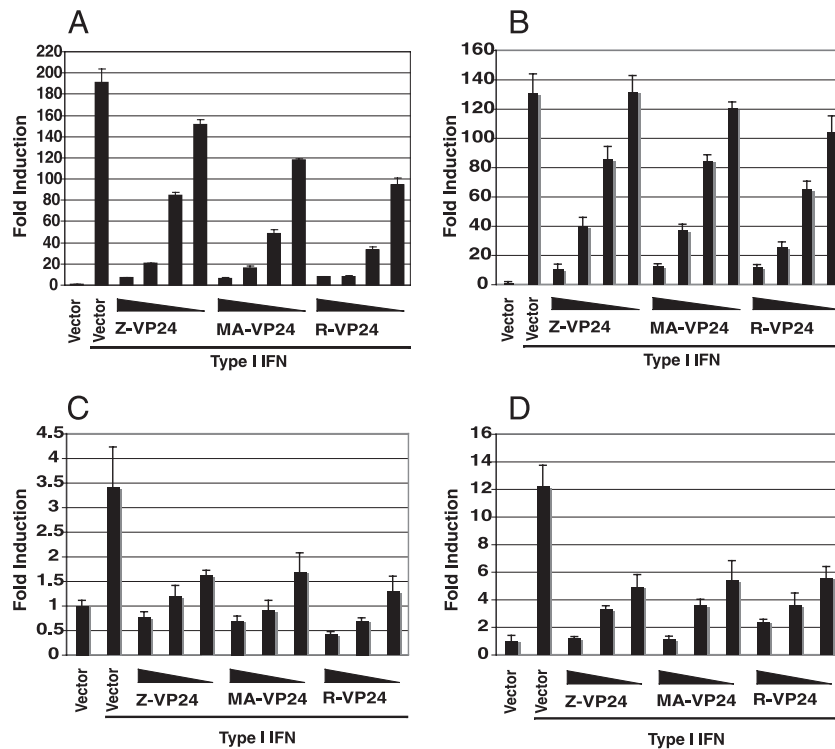 A
Fold Induction
220
200
180
160
140
120
100
80
60
40
20
0
Vector
Vector
Z-VP24
MA-VP24
R-VP24
Type I IFN
B
Fold Induction
160
140
120
100
80
60
40
20
0
Vector
Vector
Z-VP24
MA-VP24
R-VP24
Type I IFN
C
Fold Induction
4.5
4
3.5
3
2.5
2
1.5
1
0.5
0
Vector
Vector
Z-VP24
MA-VP24
R-VP24
Type I IFN
D
Fold Induction
16
14
12
10
8
6
4
2
0
Vector
Vector
Z-VP24
MA-VP24
R-VP24
Type I IFN